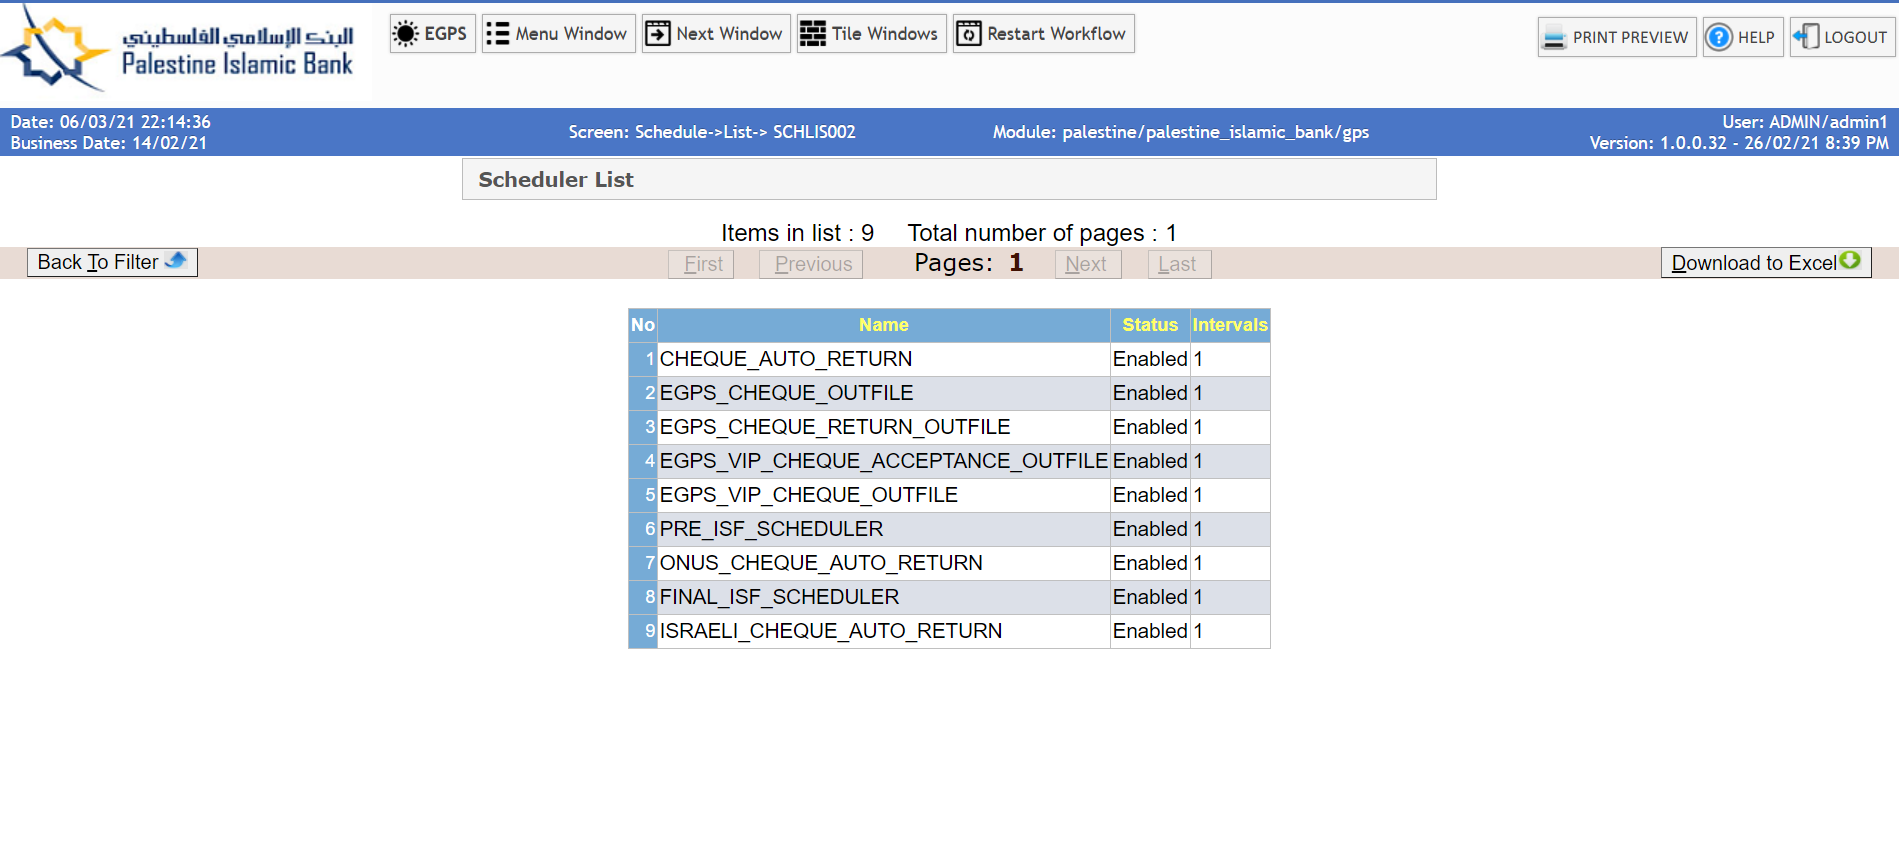 البنك الإسلامي الفلسطيني
Palestine Islamic Bank
EGPS Menu Window Next Window Tile Windows Restart Workflow
PRINT PREVIEW HELP LOGOUT
Date: 06/03/21 22:14:36
Business Date: 14/02/21
Screen: Schedule->List-> SCHLIS002
Module: palestine/palestine_islamic_bank/gps
User: ADMIN/admin1
Version: 1.0.0.32 - 26/02/21 8:39 PM
Scheduler List
Items in list : 9 Total number of pages : 1
Back To Filter First Previous Pages: 1 Next Last Download to Excel
No Name Status Intervals
1 CHEQUE_AUTO_RETURN Enabled 1
2 EGPS_CHEQUE_OUTFILE Enabled 1
3 EGPS_CHEQUE_RETURN_OUTFILE Enabled 1
4 EGPS_VIP_CHEQUE_ACCEPTANCE_OUTFILE Enabled 1
5 EGPS_VIP_CHEQUE_OUTFILE Enabled 1
6 PRE_ISF_SCHEDULER Enabled 1
7 ONUS_CHEQUE_AUTO_RETURN Enabled 1
8 FINAL_ISF_SCHEDULER Enabled 1
9 ISRAELI_CHEQUE_AUTO_RETURN Enabled 1